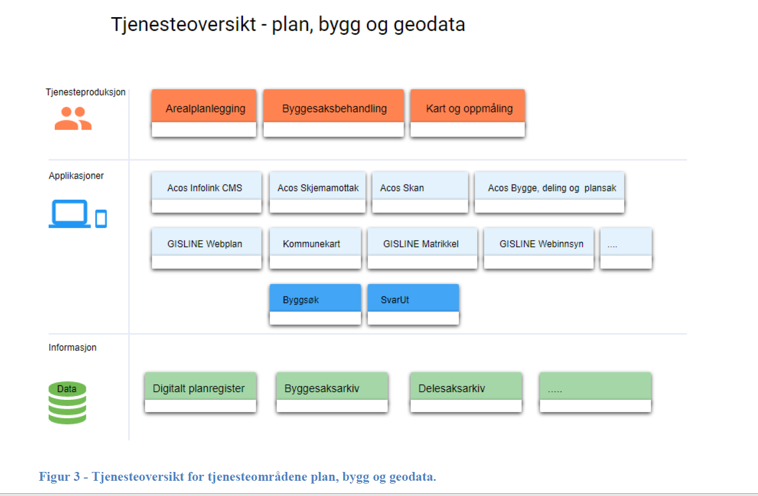 Tjenesteoversikt - plan, bygg og geodata
Tjenesteproduksjon
Arealplanlegging
Byggesaksbehandling
Kart og oppmåling
Applikasjoner
Acos Infolink CMS
Acos Skjemamottak
Acos Skan
Acos Bygge, deling og plansak
GISLINE Webplan
Kommunekart
GISLINE Matrikkel
GISLINE Webinnsyn
....
Byggsøk
SvarUt
Informasjon
Data
Digitalt planregister
Byggesaksarkiv
Delesaksarkiv
.....
Figur 3 - Tjenesteoversikt for tjenesteområdene plan, bygg og geodata.